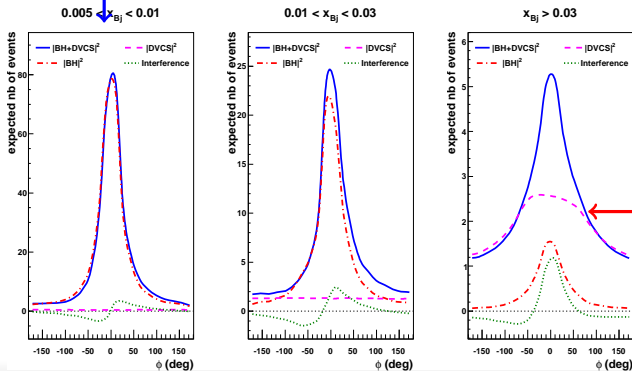 0.005 < x_Bj < 0.01
expected nb of events
|BH+DVCS|² |DVCS|²
|BH|² Interference
80
60
40
20
0
-150 -100 -50 0 50 100 150
ϕ (deg)
0.01 < x_Bj < 0.03
expected nb of events
|BH+DVCS|² |DVCS|²
|BH|² Interference
25
20
15
10
5
0
-150 -100 -50 0 50 100 150
ϕ (deg)
x_Bj > 0.03
expected nb of events
|BH+DVCS|² |DVCS|²
|BH|² Interference
6
5
4
3
2
1
0
-150 -100 -50 0 50 100 150
ϕ (deg)